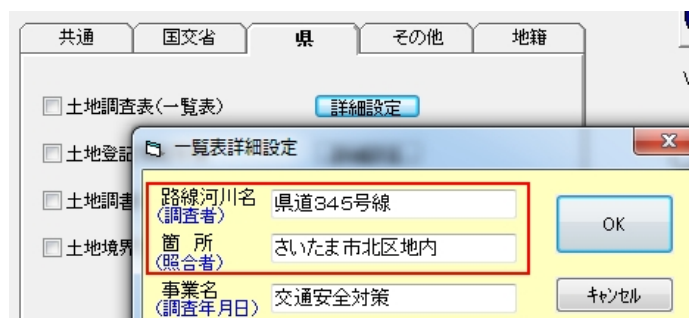 共通 国交省 県 その他 地籍
土地調査表(一覧表) 詳細設定
土地登記
一覧表詳細設定
土地調書
路線河川名 県道345号線
(調査者)
OK
土地境界
箇 所 さいたま市北区地内
(照合者)
事業名 交通安全対策 キャンセル
(調査年月日)